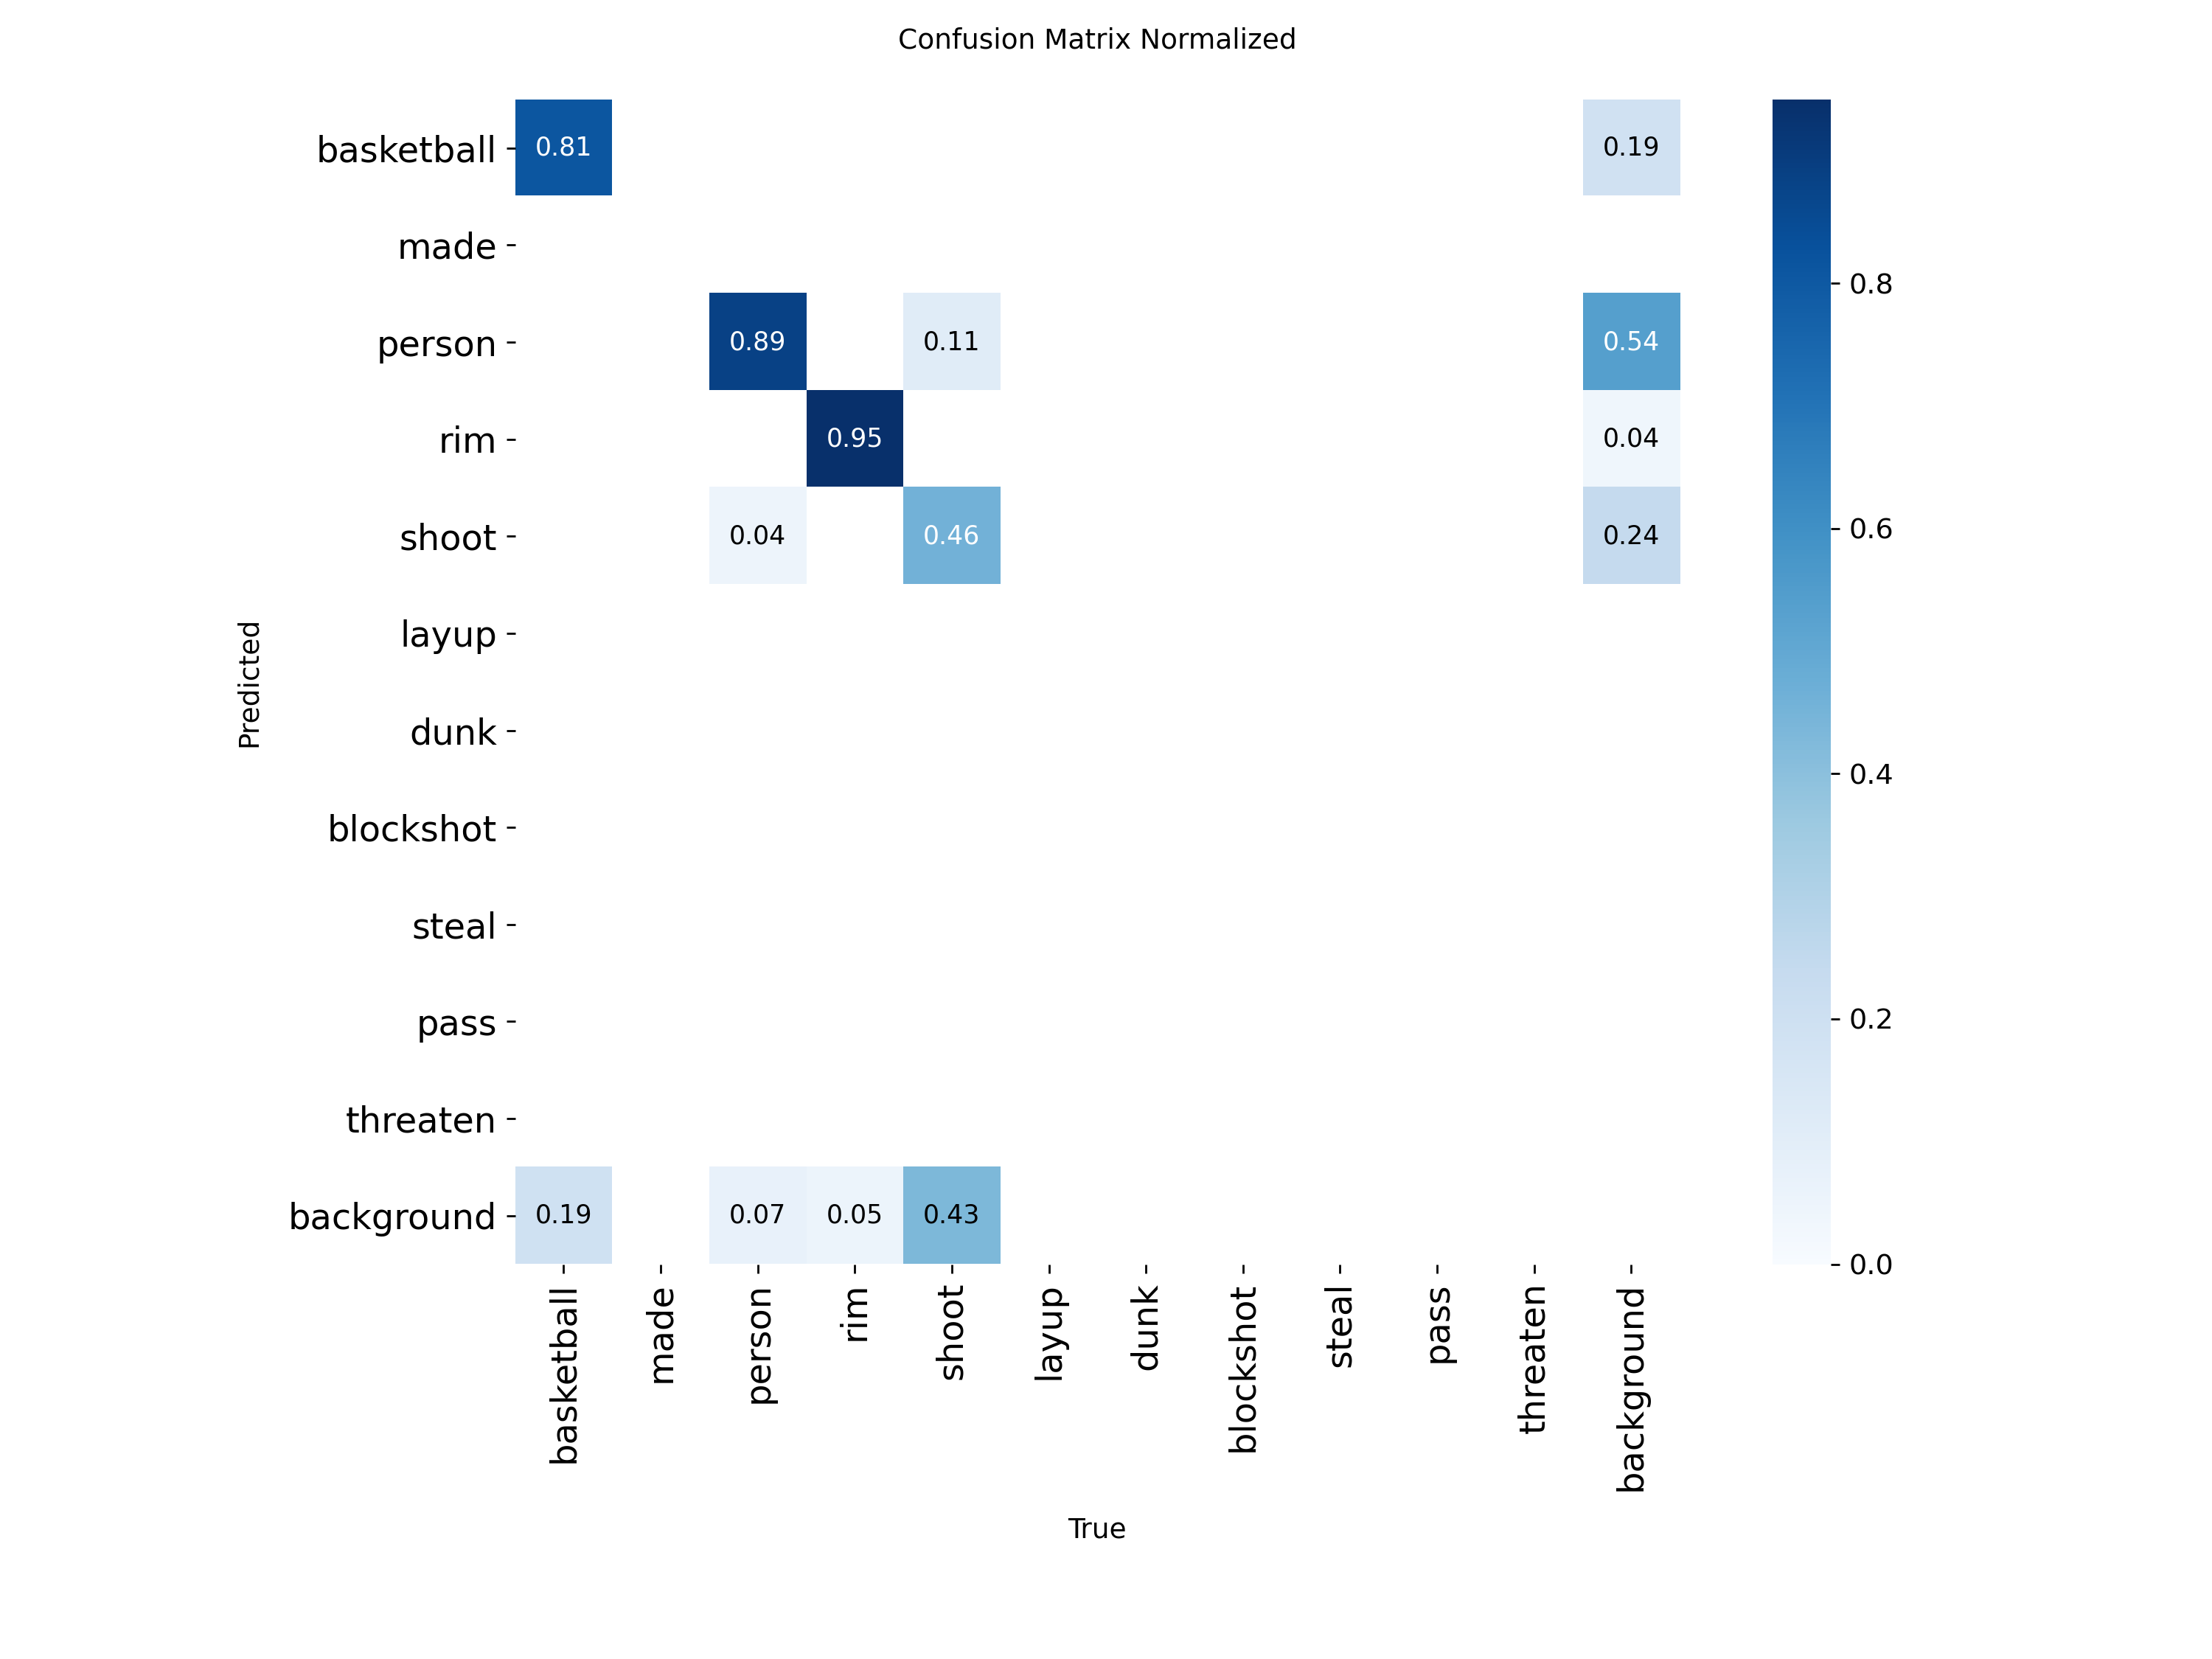 Confusion Matrix Normalized
basketball
0.81
0.19
made
person
0.89
0.11
0.54
rim
0.95
0.04
shoot
0.04
0.46
0.24
layup
dunk
blockshot
steal
pass
threaten
background
0.19
0.07
0.05
0.43
Predicted
basketball
made
person
rim
shoot
layup
dunk
blockshot
steal
pass
threaten
background
True
0.8
0.6
0.4
0.2
0.0